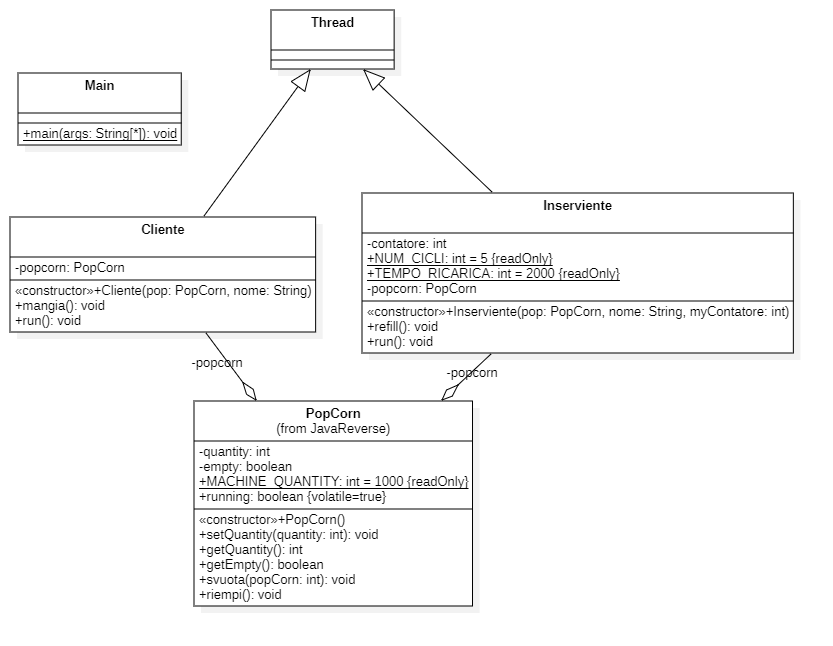 Thread
Main
+main(args: String[*]): void
Cliente
-popcorn: PopCorn
«constructor»+Cliente(pop: PopCorn, nome: String)
+mangia(): void
+run(): void
Inserviente
-contatore: int
+NUM_CICLI: int = 5 {readOnly}
+TEMPO_RICARICA: int = 2000 {readOnly}
-popcorn: PopCorn
«constructor»+Inserviente(pop: PopCorn, nome: String, myContatore: int)
+refill(): void
+run(): void
-popcorn
-popcorn
PopCorn
(from JavaReverse)
-quantity: int
-empty: boolean
+MACHINE_QUANTITY: int = 1000 {readOnly}
+running: boolean {volatile=true}
«constructor»+PopCorn()
+setQuantity(quantity: int): void
+getQuantity(): int
+getEmpty(): boolean
+svuota(popCorn: int): void
+riempi(): void